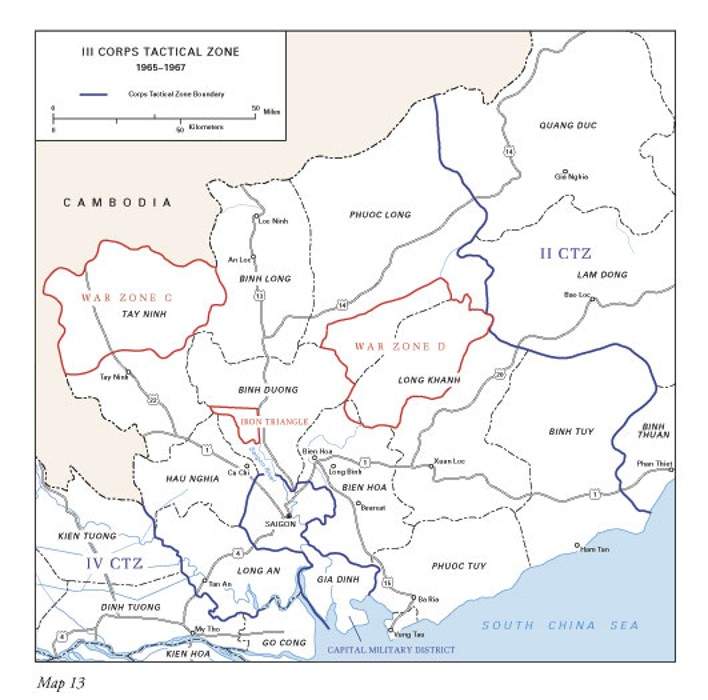 III CORPS TACTICAL ZONE
1965–1967
Corps Tactical Zone Boundary
0 50 Miles
0 50 Kilometers
QUANG DUC
14
Gia Nghia
CAMBODIA
PHUOC LONG
Loc Ninh
II CTZ
An Loc
LAM DONG
BINH LONG
Bao Loc
WAR ZONE C
13
14
TAY NINH
WAR ZONE D
Tay Ninh
20
LONG KHANH
BINH DUONG
22
IRON TRIANGLE
BINH TUY
BINH
THUAN
1
Bien Hoa
1
Xuan Loc
Phan Thiet
Cu Chi
Long Binh
HAU NGHIA
Saigon River
BIEN HOA
1
Bearcat
SAIGON
KIEN TUONG
Ham Tan
4
IV CTZ
LONG AN
PHUOC TUY
Tan An
GIA DINH
15
Ba Ria
DINH TUONG
SOUTH CHINA SEA
My Tho
4
Vung Tau
GO CONG
KIEN HOA
CAPITAL MILITARY DISTRICT
Map 13